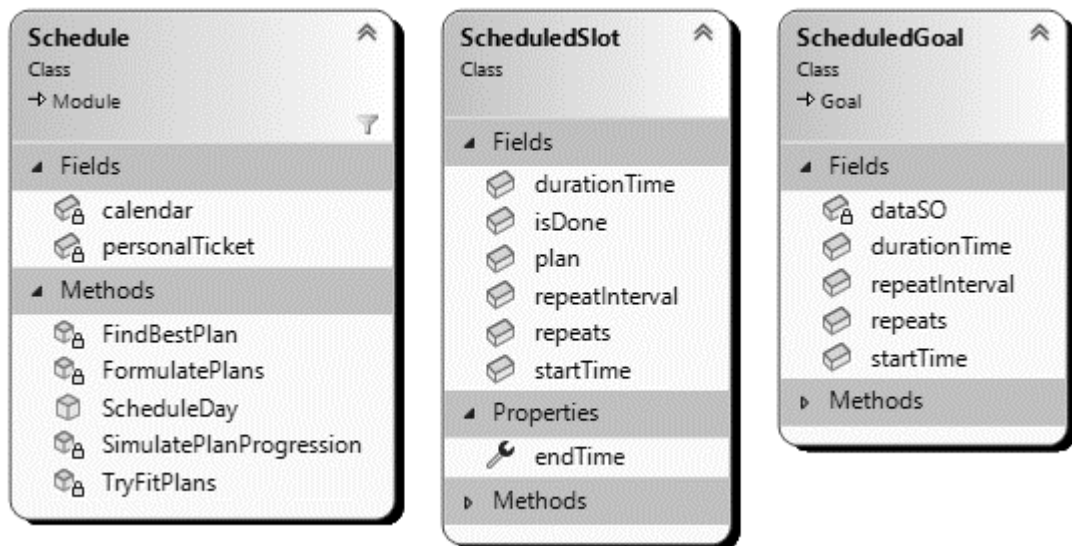 Schedule
Class
Module
Fields
calendar
personalTicket
Methods
FindBestPlan
FormulatePlans
ScheduleDay
SimulatePlanProgression
TryFitPlans
ScheduledSlot
Class
Fields
durationTime
isDone
plan
repeatInterval
repeats
startTime
Properties
endTime
Methods
ScheduledGoal
Class
Goal
Fields
dataSO
durationTime
repeatInterval
repeats
startTime
Methods